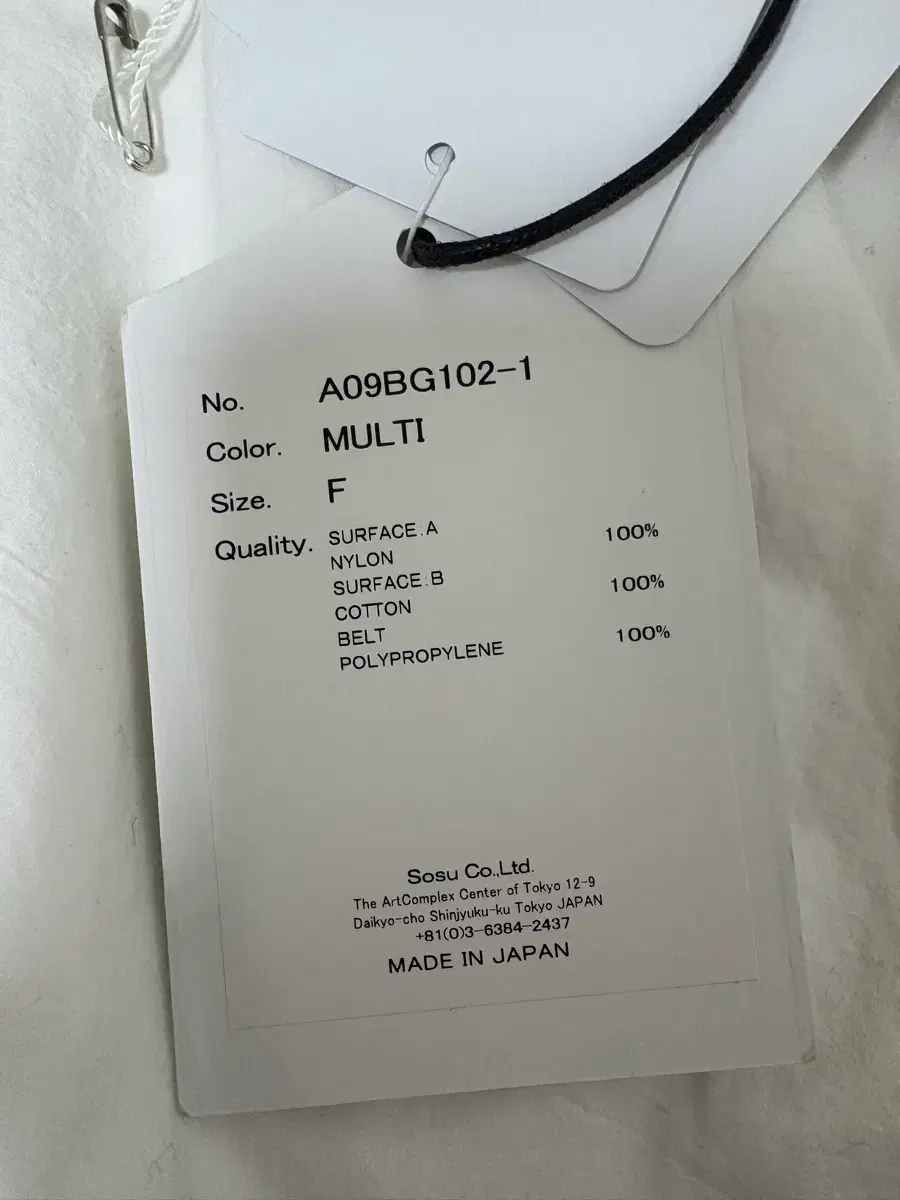 No. A09BG102-1
Color. MULTI
Size. F
Quality. SURFACE:A 100%
NYLON
SURFACE:B 100%
COTTON
BELT 100%
POLYPROPYLENE
Sosu Co.,Ltd.
The ArtComplex Center of Tokyo 12-9
Daikyo-cho Shinjyuku-ku Tokyo JAPAN
+81(0)3-6384-2437
MADE IN JAPAN